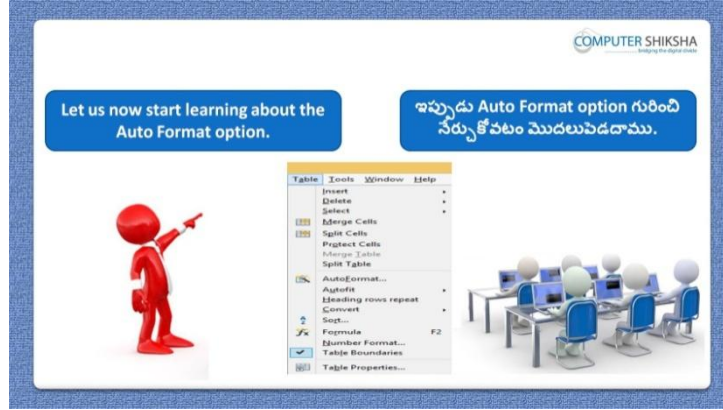 COMPUTER SHIKSHA
bridging the digital divide
Let us now start learning about the
Auto Format option.
ఇప్పుడు Auto Format option గురించి
నేర్చుకోవటం మొదలుపెడదాము.
Table Tools Window Help
Insert
Delete
Select
Merge Cells
Split Cells
Protect Cells
Merge Table
Split Table
AutoFormat...
Autofit
Heading rows repeat
Convert
Sort...
Formula F2
Number Format...
Table Boundaries
Table Properties...